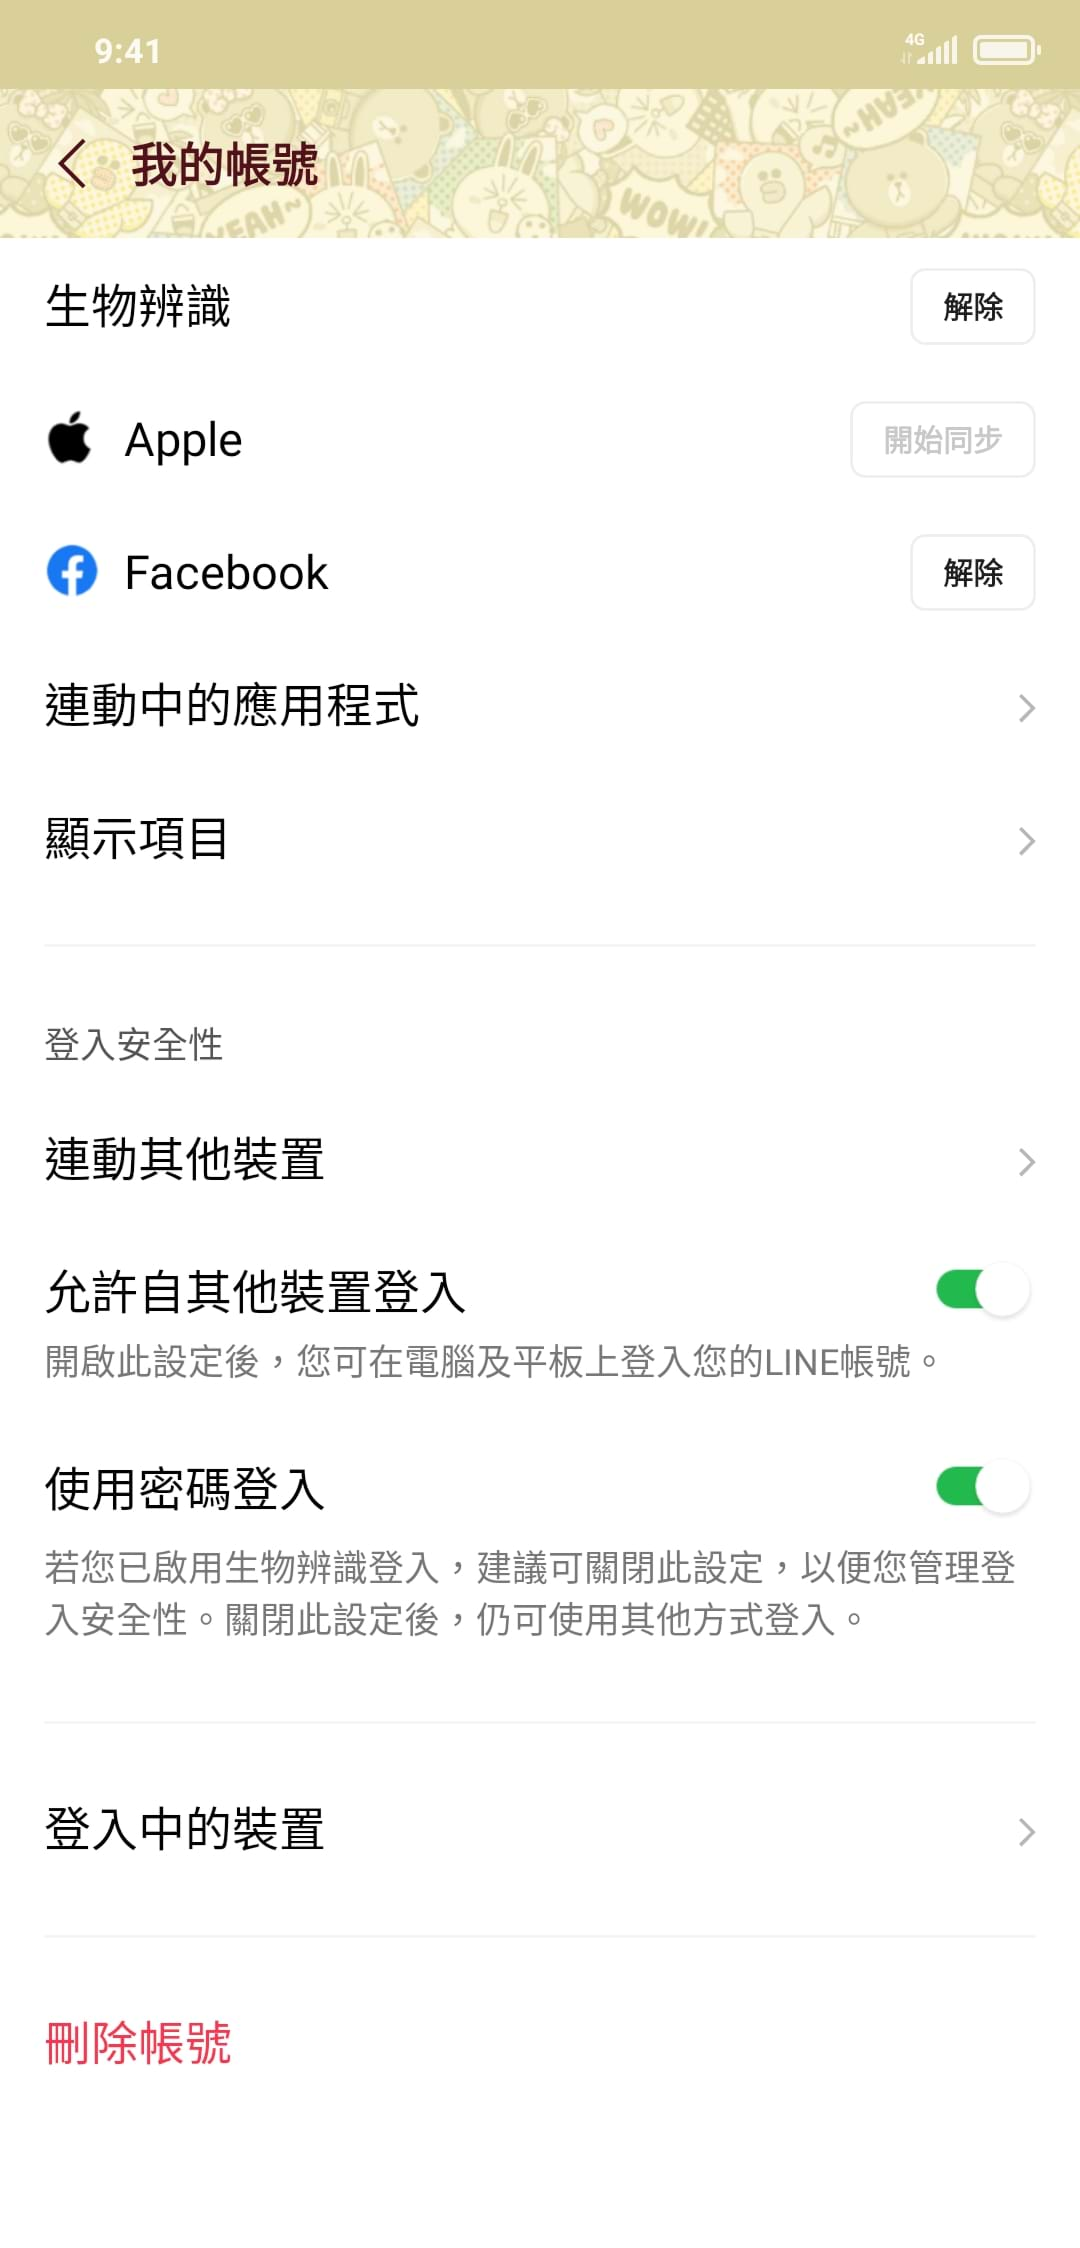 9:41
4G
YEAH~
WOW!
~HAEY
我的帳號
生物辨識
解除
Apple
開始同步
Facebook
解除
連動中的應用程式
顯示項目
登入安全性
連動其他裝置
允許自其他裝置登入
開啟此設定後，您可在電腦及平板上登入您的LINE帳號。
使用密碼登入
若您已啟用生物辨識登入，建議可關閉此設定，以便您管理登
入安全性。關閉此設定後，仍可使用其他方式登入。
登入中的裝置
刪除帳號